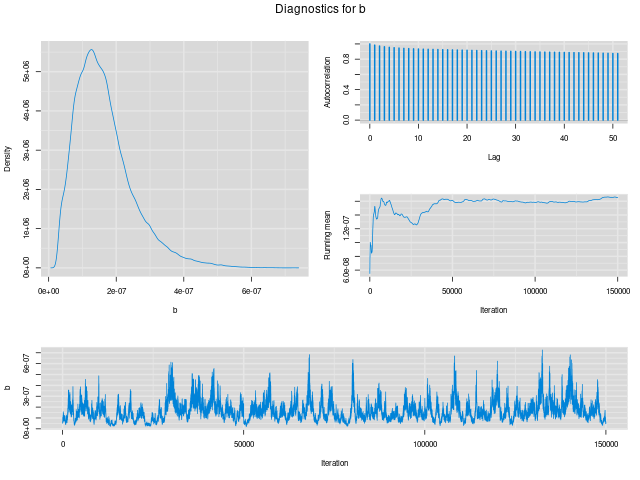 Diagnostics for b
Density
0e+00
1e+06
2e+06
3e+06
4e+06
5e+06
0e+00 2e-07 4e-07 6e-07
b
Autocorrelation
0.0
0.4
0.8
0 10 20 30 40 50
Lag
Running mean
6.0e-08
1.2e-07
0 50000 100000 150000
Iteration
b
0e+00
3e-07
6e-07
0 50000 100000 150000
Iteration